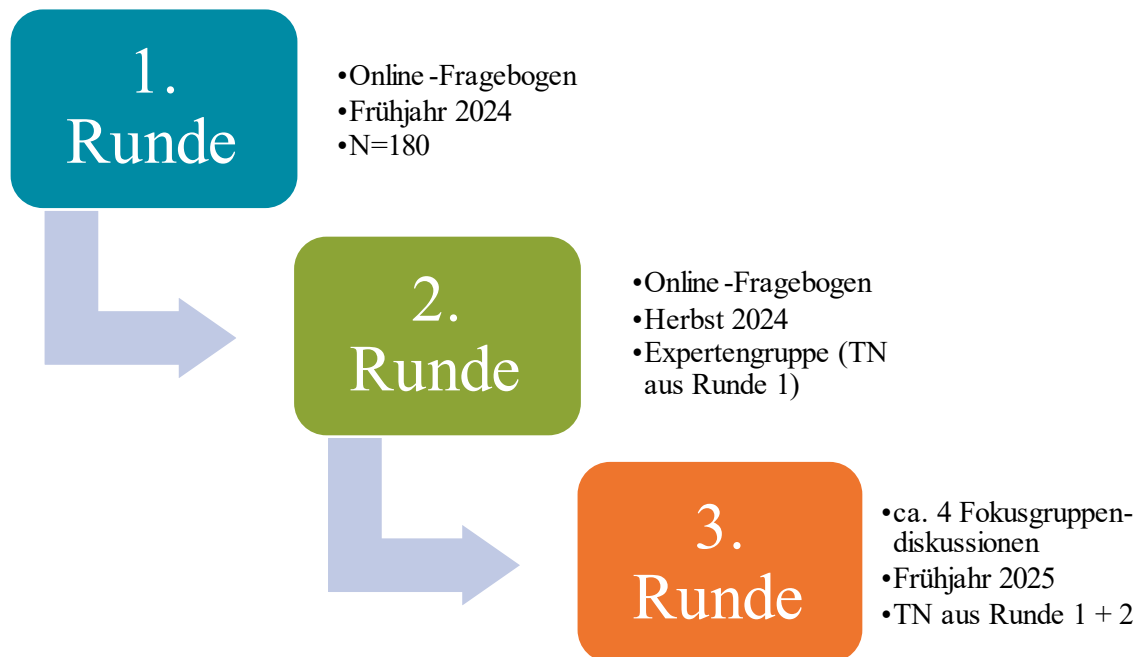 1.
Runde
•Online-Fragebogen
•Frühjahr 2024
•N=180
2.
Runde
•Online-Fragebogen
•Herbst 2024
•Expertengruppe (TN
aus Runde 1)
3.
Runde
•ca. 4 Fokusgruppen-
diskussionen
•Frühjahr 2025
•TN aus Runde 1 + 2